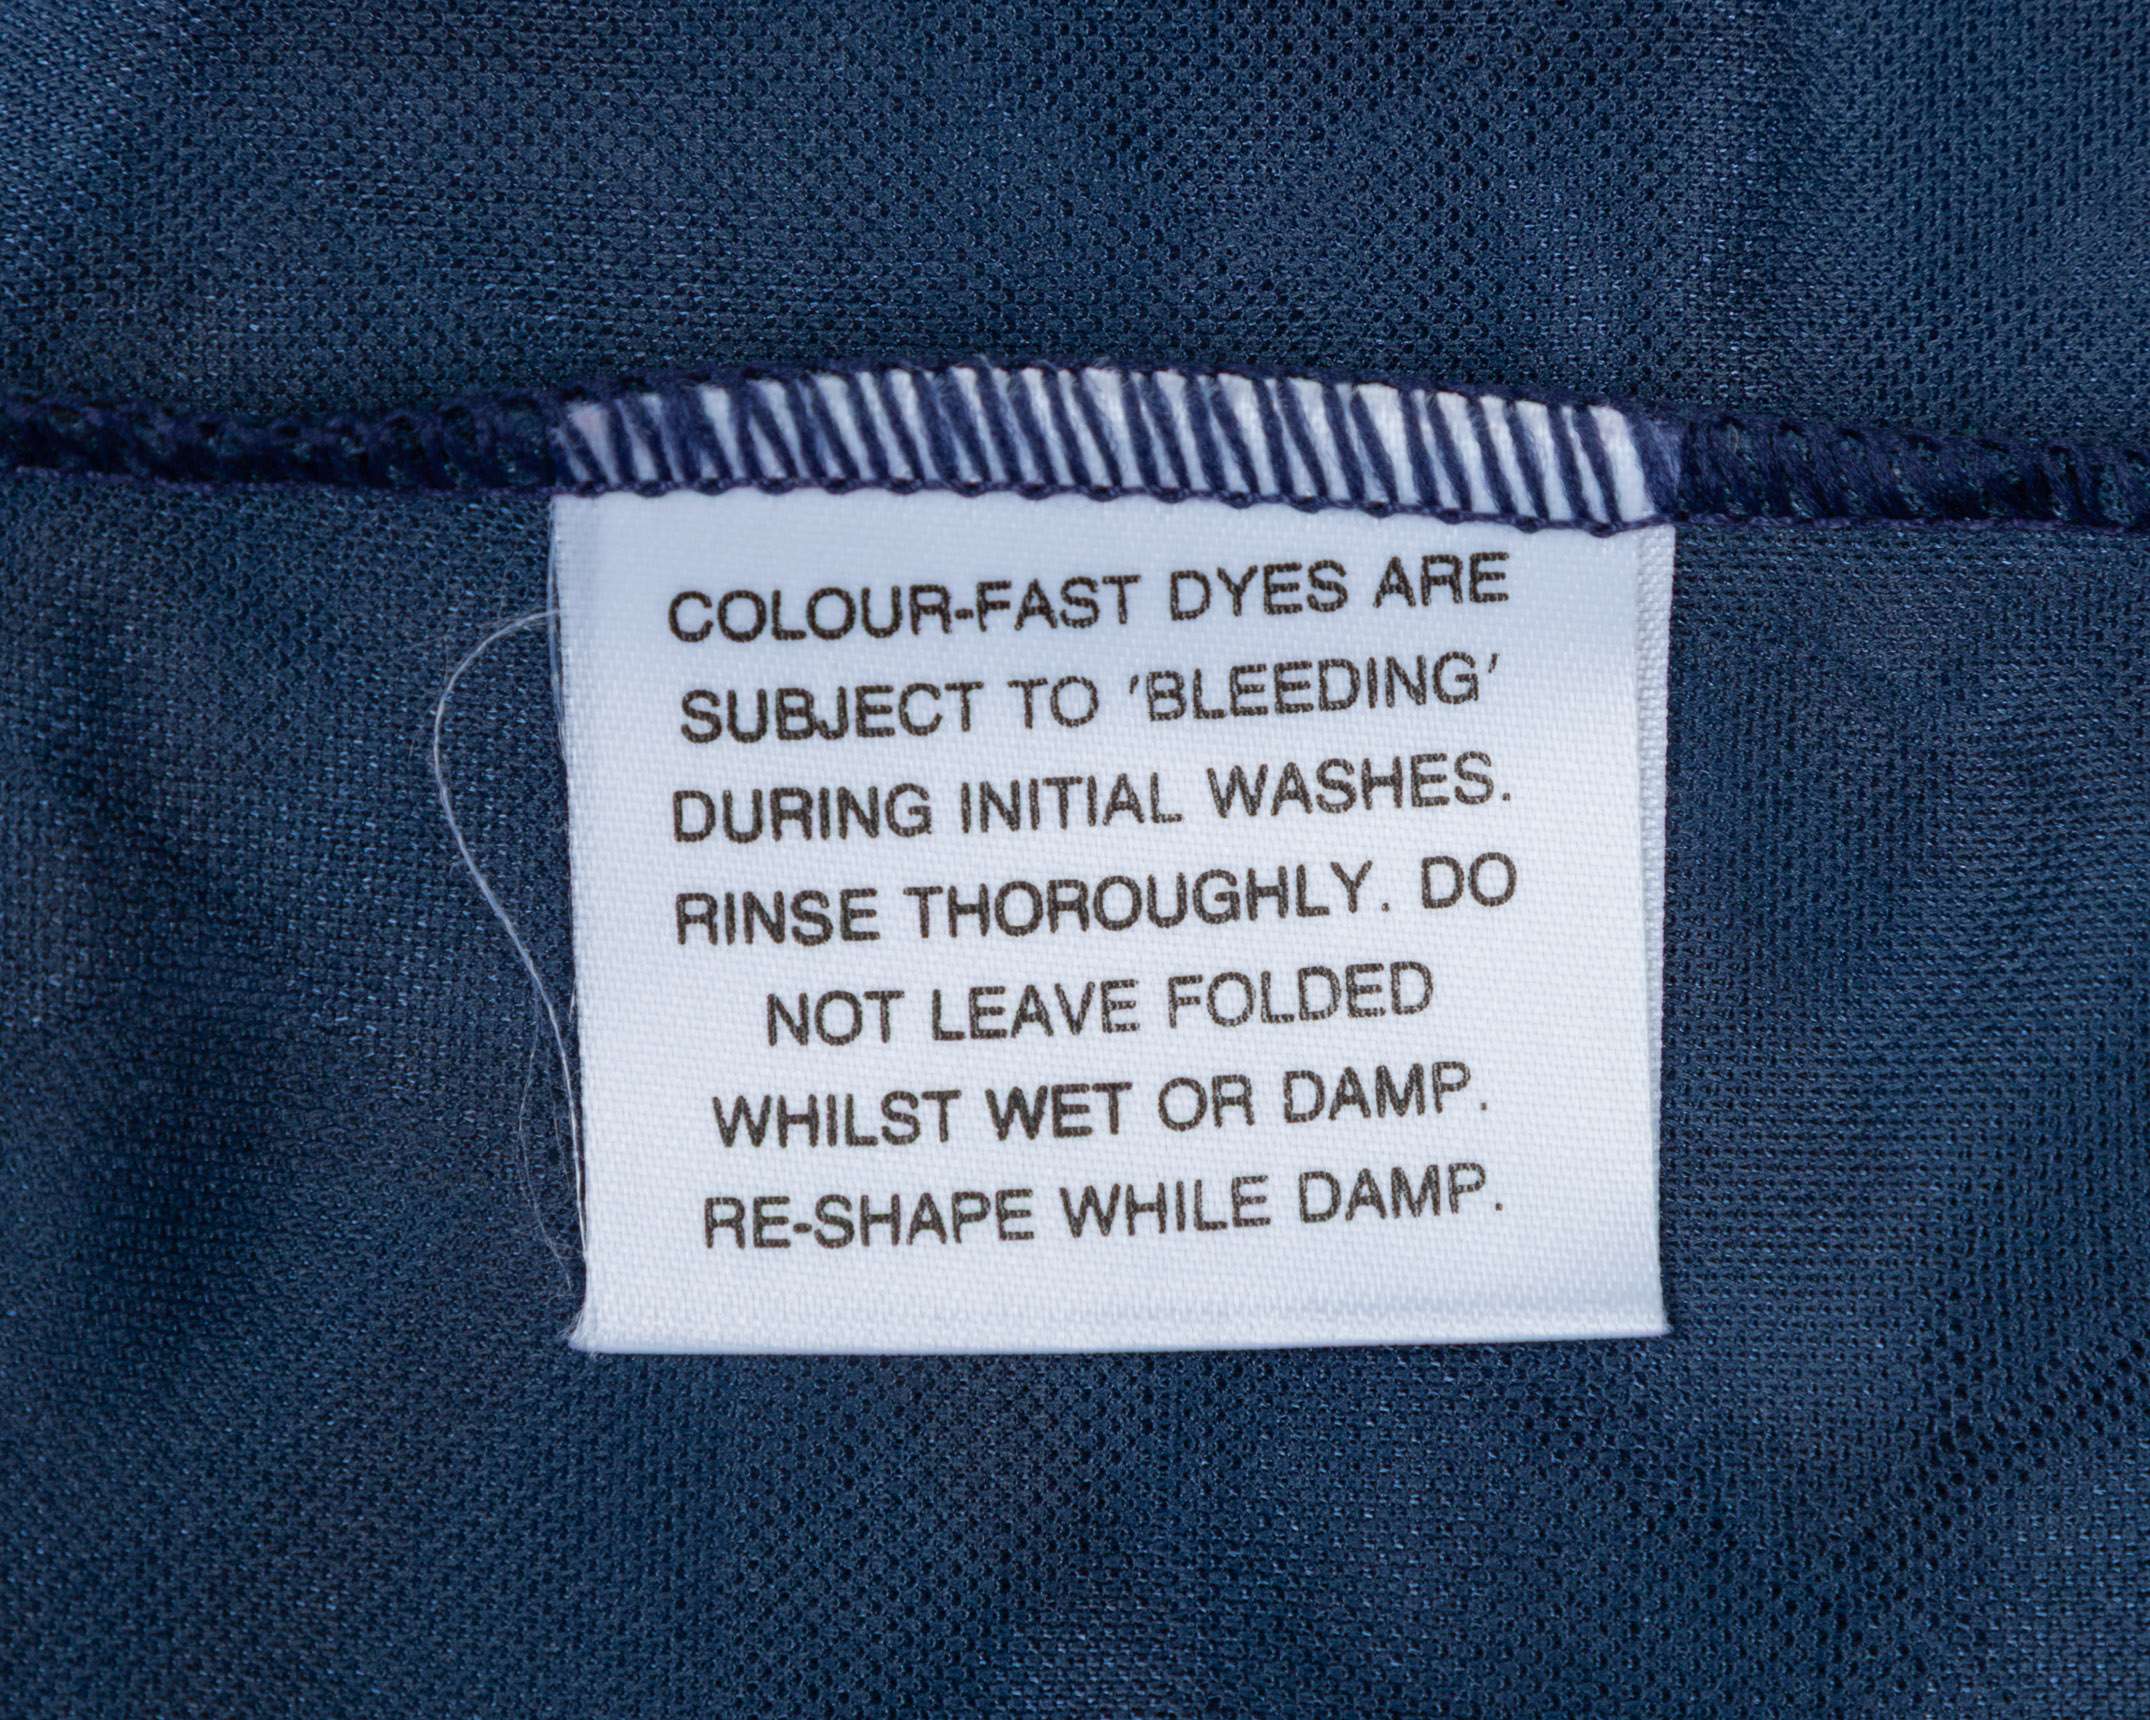 COLOUR-FAST DYES ARE
SUBJECT TO 'BLEEDING'
DURING INITIAL WASHES.
RINSE THOROUGHLY. DO
NOT LEAVE FOLDED
WHILST WET OR DAMP.
RE-SHAPE WHILE DAMP.